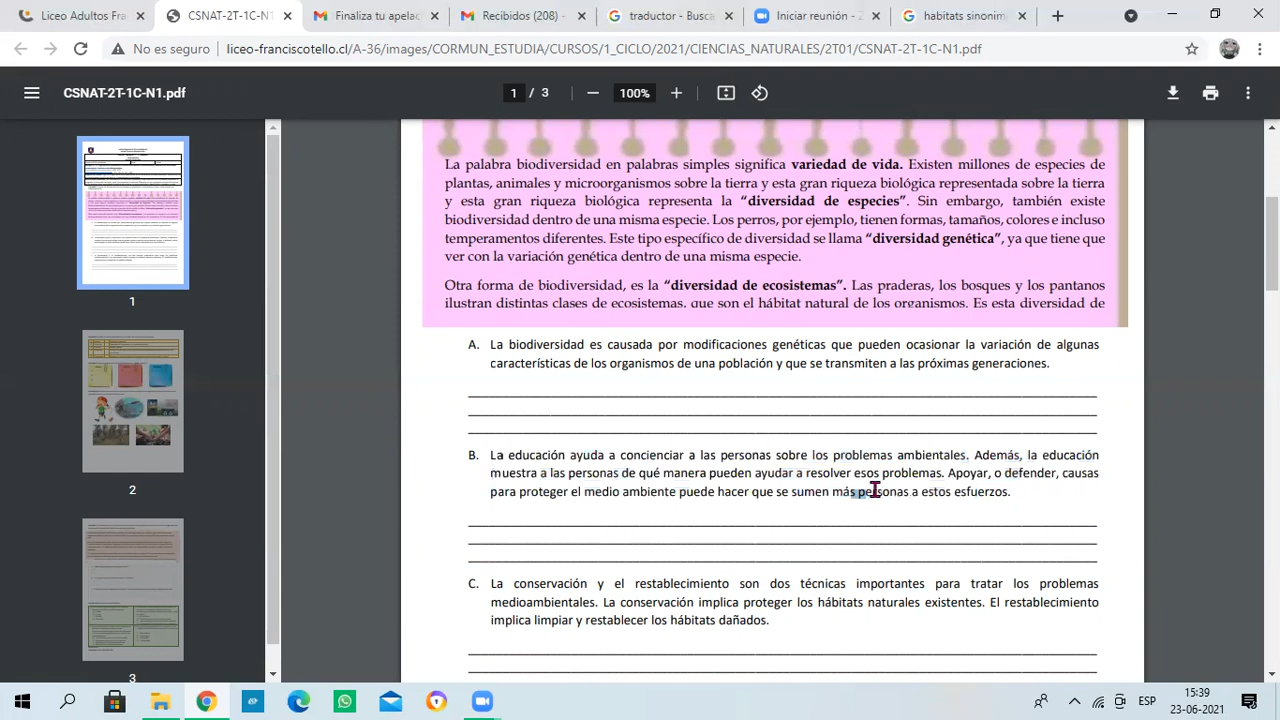 Liceo Adultos Fran
CSNAT-2T-1C-N1
Finaliza tu apelac
Recibidos (208) -
traductor - Busca
Iniciar reunión - Z
habitats sinonim
No es seguro
liceo-franciscotello.cl/A-36/images/CORMUN_ESTUDIA/CURSOS/1_CICLO/2021/CIENCIAS_NATURALES/2T01/CSNAT-2T-1C-N1.pdf
CSNAT-2T-1C-N1.pdf
1 / 3
100%
La palabra biodiversidad en palabras simples significa variedad de vida. Existen millones de especies de
plantas, animales y microorganismos sobre la tierra y esta gran riqueza biológica representada sobre la tierra
y esta gran riqueza biológica representa la “diversidad de especies”. Sin embargo, también existe
biodiversidad dentro de una misma especie. Los perros, por ejemplo, tienen formas, tamaños, colores e incluso
temperamentos diferentes. Este tipo específico de diversidad se llama “diversidad genética”, ya que tiene que
ver con la variación genética dentro de una misma especie.
Otra forma de biodiversidad, es la “diversidad de ecosistemas”. Las praderas, los bosques y los pantanos
ilustran distintas clases de ecosistemas, que son el hábitat natural de los organismos. Es esta diversidad de
A. La biodiversidad es causada por modificaciones genéticas que pueden ocasionar la variación de algunas
características de los organismos de una población y que se transmiten a las próximas generaciones.
B. La educación ayuda a concienciar a las personas sobre los problemas ambientales. Además, la educación
muestra a las personas de qué manera pueden ayudar a resolver esos problemas. Apoyar, o defender, causas
para proteger el medio ambiente puede hacer que se sumen más personas a estos esfuerzos.
C. La conservación y el restablecimiento son dos técnicas importantes para tratar los problemas
medioambientales. La conservación implica proteger los hábitats naturales existentes. El restablecimiento
implica limpiar y restablecer los hábitats dañados.
1
2
3
ESP
15:39
23-06-2021